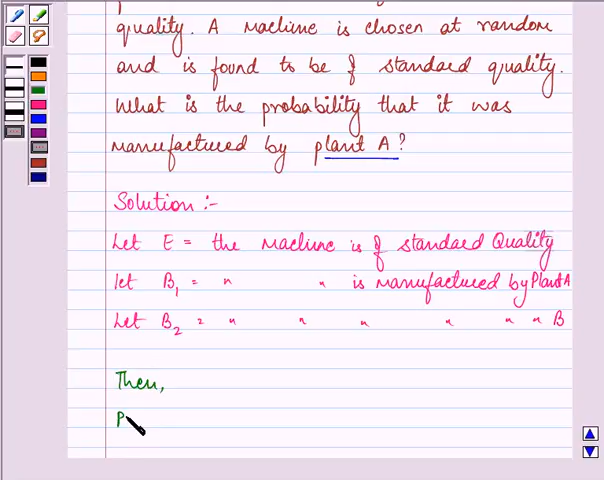 quality. A machine is chosen at random
and is found to be of standard quality.
What is the probability that it was
manufactured by plant A?
Solution :-
Let E = the machine is of standard Quality
let B₁ = " " is manufactured by Plant A
Let B₂ = " " " " " " B
Then,
P